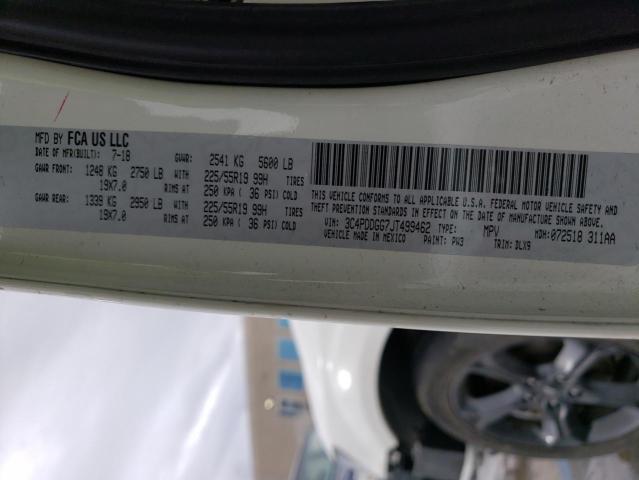 MFD BY FCA US LLC
DATE OF MFR(BUILT): 7-18 GVWR: 2541 KG 5600 LB
GAWR FRONT: 1248 KG 2750 LB WITH 225/55R19 99H TIRES
19X7.0 RIMS AT 250 KPA ( 36 PSI) COLD
GAWR REAR: 1339 KG 2950 LB WITH 225/55R19 99H TIRES
19X7.0 RIMS AT 250 KPA ( 36 PSI) COLD
THIS VEHICLE CONFORMS TO ALL APPLICABLE U.S.A. FEDERAL MOTOR VEHICLE SAFETY, BUMPER, AND
THEFT PREVENTION STANDARDS IN EFFECT ON THE DATE OF MANUFACTURE SHOWN ABOVE.
VIN: 3C4PDDGG7JT499462 TYPE: MPV MDH: 072518 311AA
VEHICLE MADE IN MEXICO PAINT: PW3 TRIM: DLX9